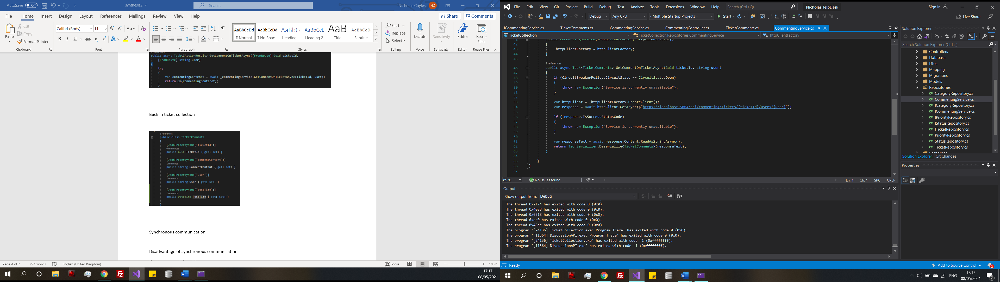 AutoSave Off synthesis2 Search Nicholas Coyles NC
File Home Insert Design Layout References Mailings Review View Help Share Comments
Paste Cut Copy Format Painter
Calibri (Body) 11
AaBbCcDd AaBbCcDd AaBbCc AaBbCcE AaB AaBbCcD
¶ Normal ¶ No Spac... Heading 1 Heading 2 Title Subtitle
Find Replace Select Dictate Sensitivity Editor Reuse Files
Clipboard Font Paragraph Styles Editing Voice Sensitivity Editor Reuse Files
public async Task<IActionResult> GetCommentOnTicketAsync([FromRoute] Guid ticketId,
[FromRoute] string user)
{
try
{
var commentingContenet = await _commentingService.GetCommentOnTicketAsync(ticketId, user);
return Ok(commentingContenet);
}
Back in ticket collection
3 references
public class TicketComments
{
[JsonPropertyName("ticketId")]
0 references
public Guid TicketId { get; set; }
[JsonPropertyName("commentContent")]
1 reference
public string CommentContent { get; set; }
[JsonPropertyName("user")]
1 reference
public string User { get; set; }
[JsonPropertyName("postTime")]
1 reference
public DateTime PostTime { get; set; }
}
Synchronous communication
Disadvantage of synchronous communication
Page 4 of 7 274 words English (United Kingdom) Focus 100%
17:17
08/05/2021
File Edit View Git Project Build Debug Test Analyze Tools Extensions Window Help Search (Ctrl+Q) NicholasHelpDesk Sign in
Debug Any CPU <Multiple Startup Projects> Start Live Share
ICommentingService.cs TicketComments.cs CommentingService.cs CommentingController.cs TicketComments.cs CommentingService.cs
TicketCollection TicketCollection.Repositories.CommentingService _httpClientFactory
41 public CommentingService(IHttpClientFactory httpClientFactory)
42 {
43 _httpClientFactory = httpClientFactory;
44 }
45
2 references
46 public async Task<TicketComments> GetCommentOnTicketAsync(Guid ticketId, string user)
47 {
48 if (CircuitBreakerPolicy.CircuitState == CircuitState.Open)
49 {
50 throw new Exception("Service is currently unavailable");
51 }
52
53 var httpClient = _httpClientFactory.CreateClient();
54 var response = await httpClient.GetAsync($"https://localhost:5004/api/commenting/tickets/{ticketId}/users/{user}");
55
56 if (!response.IsSuccessStatusCode)
57 {
58 throw new Exception("Service is currently unavailable");
59 }
60
61 var responseText = await response.Content.ReadAsStringAsync();
62 return JsonSerializer.Deserialize<TicketComments>(responseText);
63 }
64
65 }
66 }
67
89 % No issues found Ln: 1 Ch: 1 SPC CRLF
Output
Show output from: Debug
The thread 0x2f74 has exited with code 0 (0x0).
The thread 0x40a8 has exited with code 0 (0x0).
The thread 0x6318 has exited with code 0 (0x0).
The thread 0xec0 has exited with code 0 (0x0).
The thread 0x45dc has exited with code 0 (0x0).
The program '[24136] TicketCollection.exe: Program Trace' has exited with code 0 (0x0).
The program '[11364] DiscussionAPI.exe: Program Trace' has exited with code 0 (0x0).
The program '[24136] TicketCollection.exe' has exited with code -1 (0xffffffff).
The program '[11364] DiscussionAPI.exe' has exited with code -1 (0xffffffff).
Solution Explorer
Search Solution Explorer (Ctrl+;)
Controllers
Database
Dtos
Mapping
Migrations
Models
Repositories
C# CategoryRepository.cs
C# CommentingService.cs
C# ICategoryRepository.cs
C# ICommentingService.cs
C# IPriorityRepository.cs
C# IStatusRepository.cs
C# ITicketRepository.cs
C# PriorityRepository.cs
C# StatusRepository.cs
C# TicketRepository.cs
Responses
Solution Explorer Git Changes
Properties
Ready Add to Source Control 2
ENG 17:17
08/05/2021 7